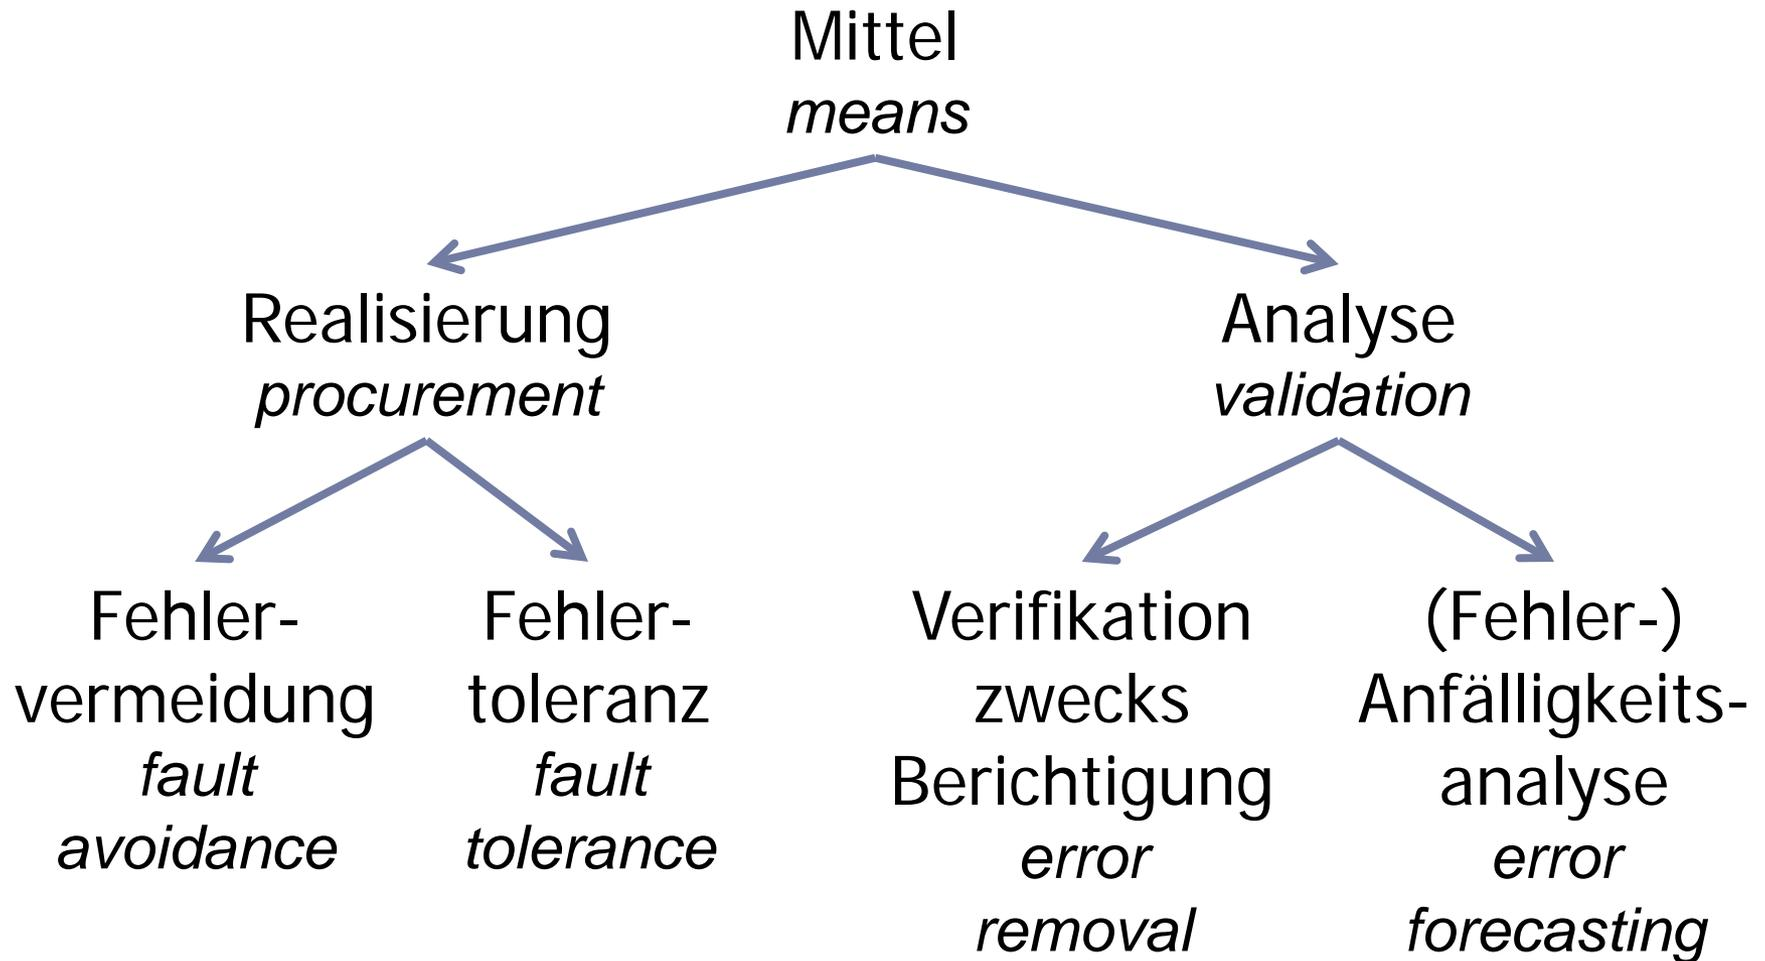 Mittel
means
Realisierung
procurement
Analyse
validation
Fehler-
vermeidung
fault
avoidance
Fehler-
toleranz
fault
tolerance
Verifikation
zwecks
Berichtigung
error
removal
(Fehler-)
Anfälligkeits-
analyse
error
forecasting